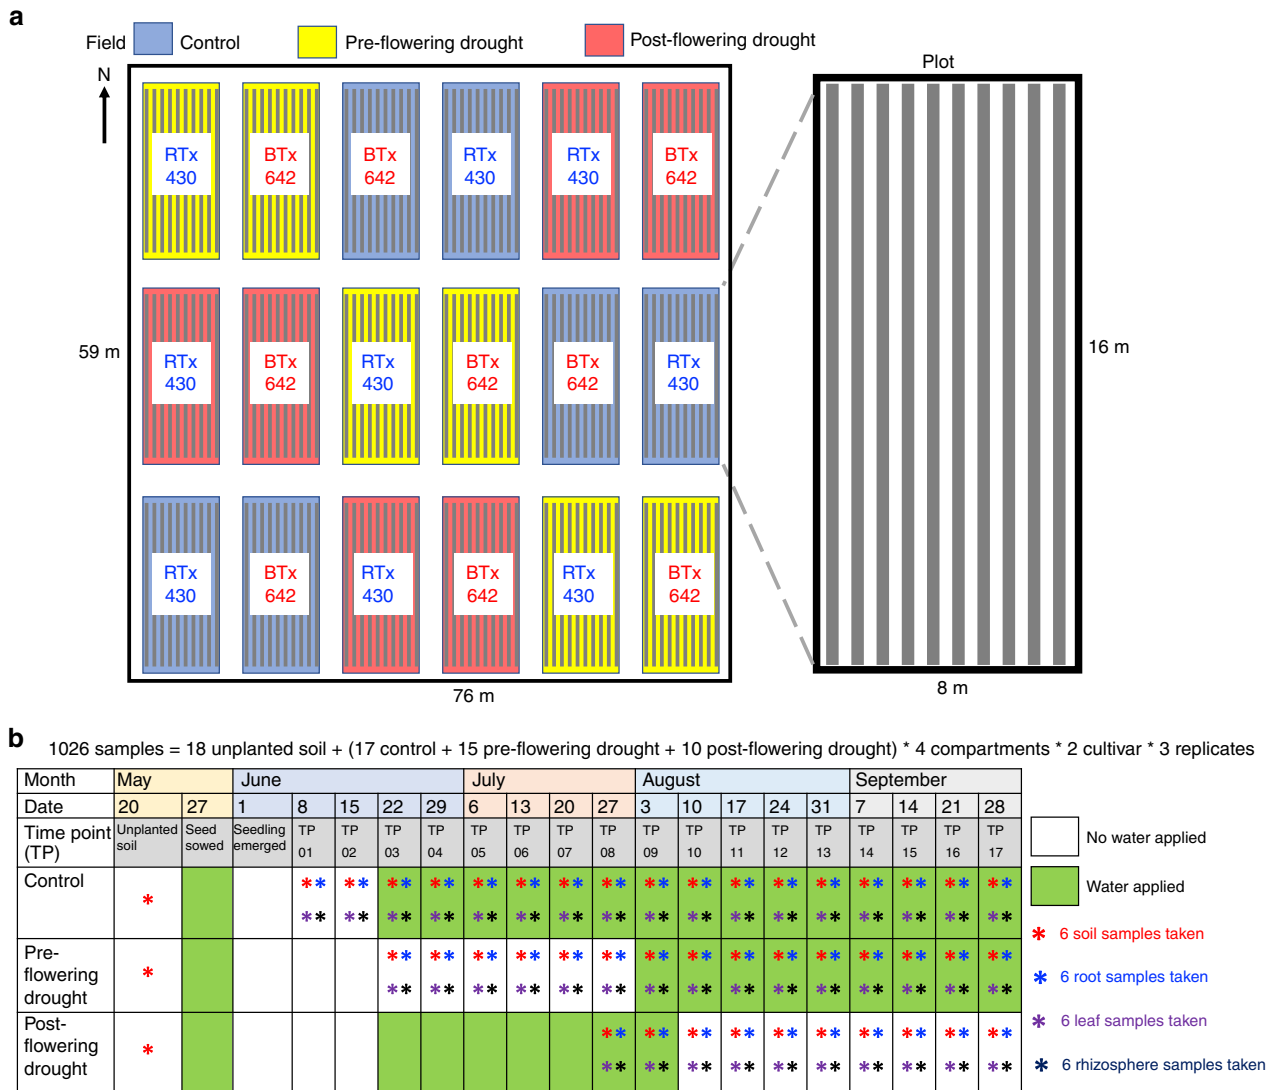 a
Field Control Pre-flowering drought Post-flowering drought
N
Plot
RTx BTx BTx RTx RTx BTx
430 642 642 430 430 642
RTx BTx RTx BTx BTx RTx
430 642 430 642 642 430
59 m
16 m
RTx BTx RTx BTx RTx BTx
430 642 430 642 430 642
76 m
8 m
b
1026 samples = 18 unplanted soil + (17 control + 15 pre-flowering drought + 10 post-flowering drought) * 4 compartments * 2 cultivar * 3 replicates
Month May June July August September
Date 20 27 1 8 15 22 29 6 13 20 27 3 10 17 24 31 7 14 21 28
Time point Unplanted Seed Seedling TP TP TP TP TP TP TP TP TP TP TP TP TP TP TP TP TP
(TP) soil sowed emerged 01 02 03 04 05 06 07 08 09 10 11 12 13 14 15 16 17
Control
* ** ** ** ** ** ** ** ** ** ** ** ** ** ** ** ** **
** ** ** ** ** ** ** ** ** ** ** ** ** ** ** ** **
Pre-
flowering
drought
* ** ** ** ** ** ** ** ** ** ** ** ** ** ** **
** ** ** ** ** ** ** ** ** ** ** ** ** ** **
Post-
flowering
drought
* ** ** ** ** ** ** ** ** ** **
** ** ** ** ** ** ** ** ** **
No water applied
Water applied
* 6 soil samples taken
* 6 root samples taken
* 6 leaf samples taken
* 6 rhizosphere samples taken